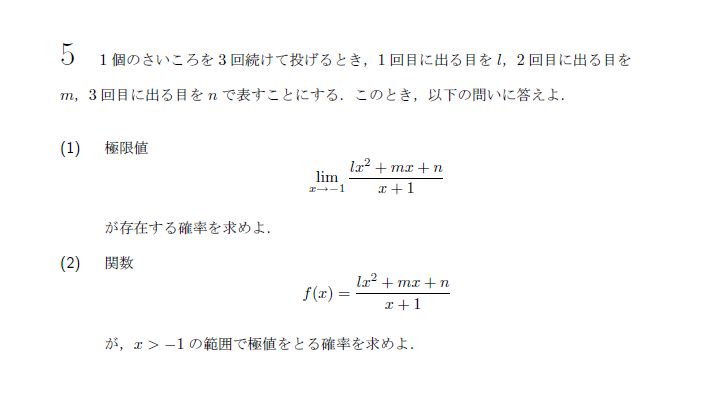 5 1個のさいころを3回続けて投げるとき，1回目に出る目を l，2回目に出る目を
m，3回目に出る目を n で表すことにする．このとき，以下の問いに答えよ．
(1) 極限値
lim_{x→−1} \frac{lx^2 + mx + n}{x + 1}
が存在する確率を求めよ．
(2) 関数
f(x) = \frac{lx^2 + mx + n}{x + 1}
が，x > −1 の範囲で極値をとる確率を求めよ．